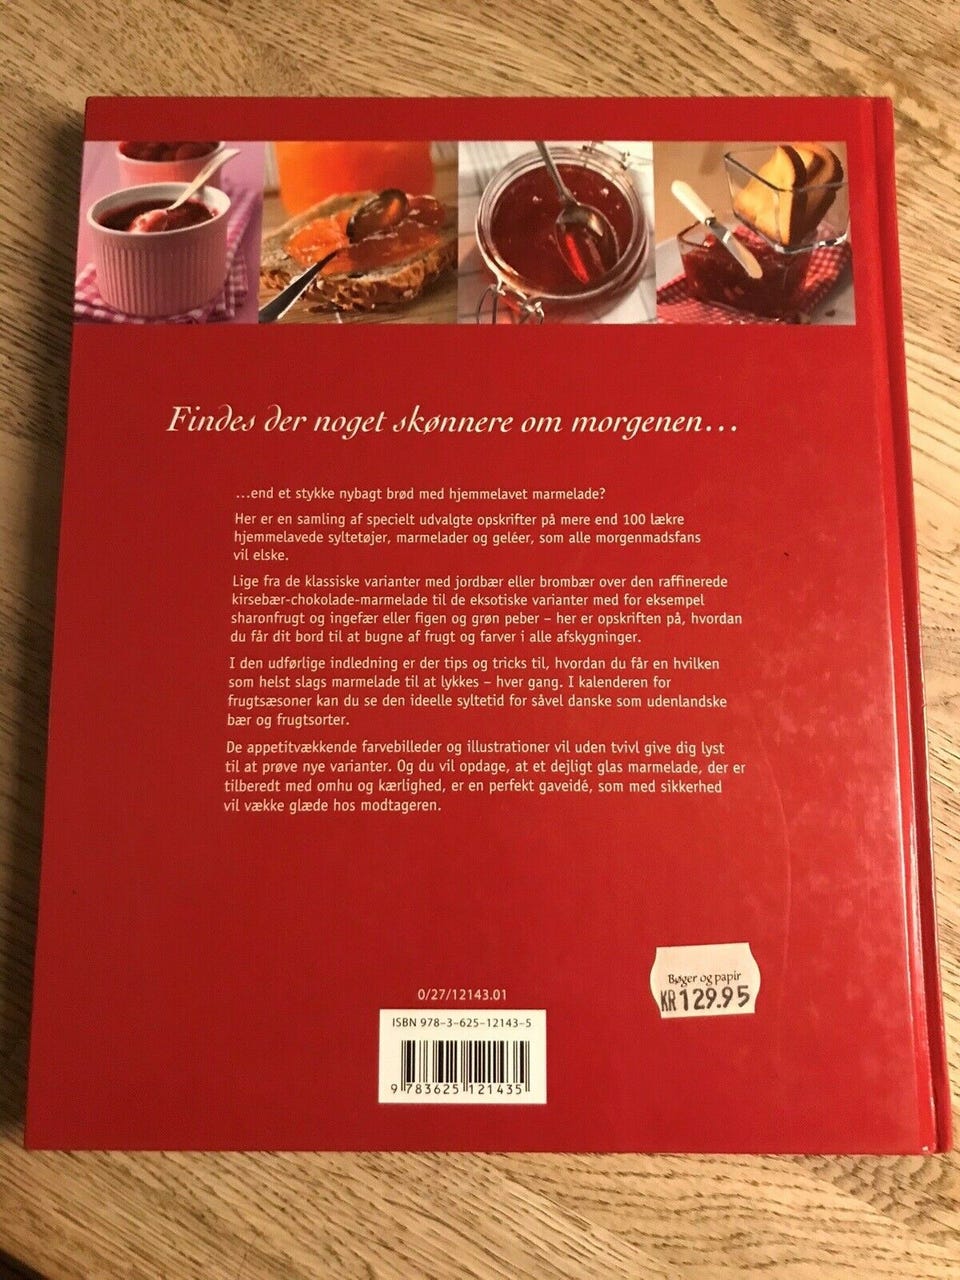 Findes der noget skønnere om morgenen...
...end et stykke nybagt brød med hjemmelavet marmelade?
Her er en samling af specielt udvalgte opskrifter på mere end 100 lækre
hjemmelavede syltetøjer, marmelader og geléer, som alle morgenmadsfans
vil elske.
Lige fra de klassiske varianter med jordbær eller brombær over den raffinerede
kirsebær-chokolade-marmelade til de eksotiske varianter med for eksempel
sharonfrugt og ingefær eller figen og grøn peber – her er opskriften på, hvordan
du får dit bord til at bugne af frugt og farver i alle afskygninger.
I den udførlige indledning er der tips og tricks til, hvordan du får en hvilken
som helst slags marmelade til at lykkes – hver gang. I kalenderen for
frugtsæsoner kan du se den ideelle syltetid for såvel danske som udenlandske
bær og frugtsorter.
De appetitvækkende farvebilleder og illustrationer vil uden tvivl give dig lyst
til at prøve nye varianter. Og du vil opdage, at et dejligt glas marmelade, der er
tilberedt med omhu og kærlighed, er en perfekt gaveidé, som med sikkerhed
vil vække glæde hos modtageren.
Bøger og papir
KR 129.95
0/27/12143.01
ISBN 978-3-625-12143-5
9 783625 121435